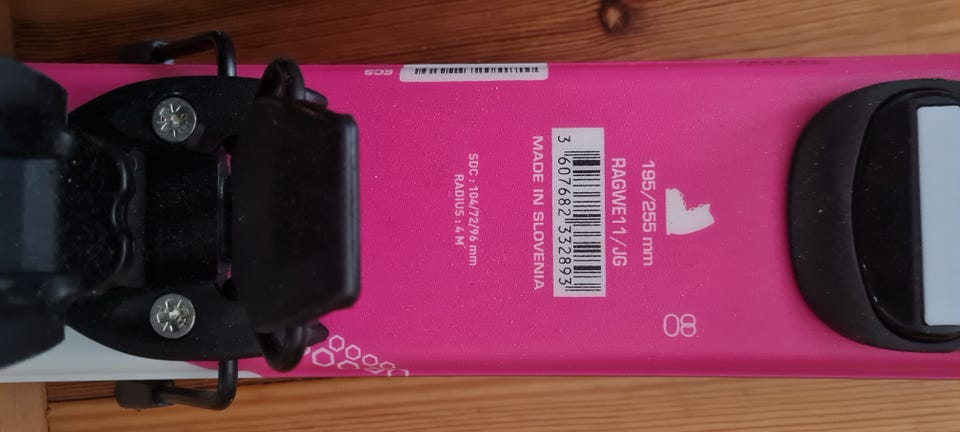 ECS
195/255 mm
RAGWE11/JG
3 607682 332893
MADE IN SLOVENIA
SDC : 104/72/96 mm
RADIUS : 4 M
80